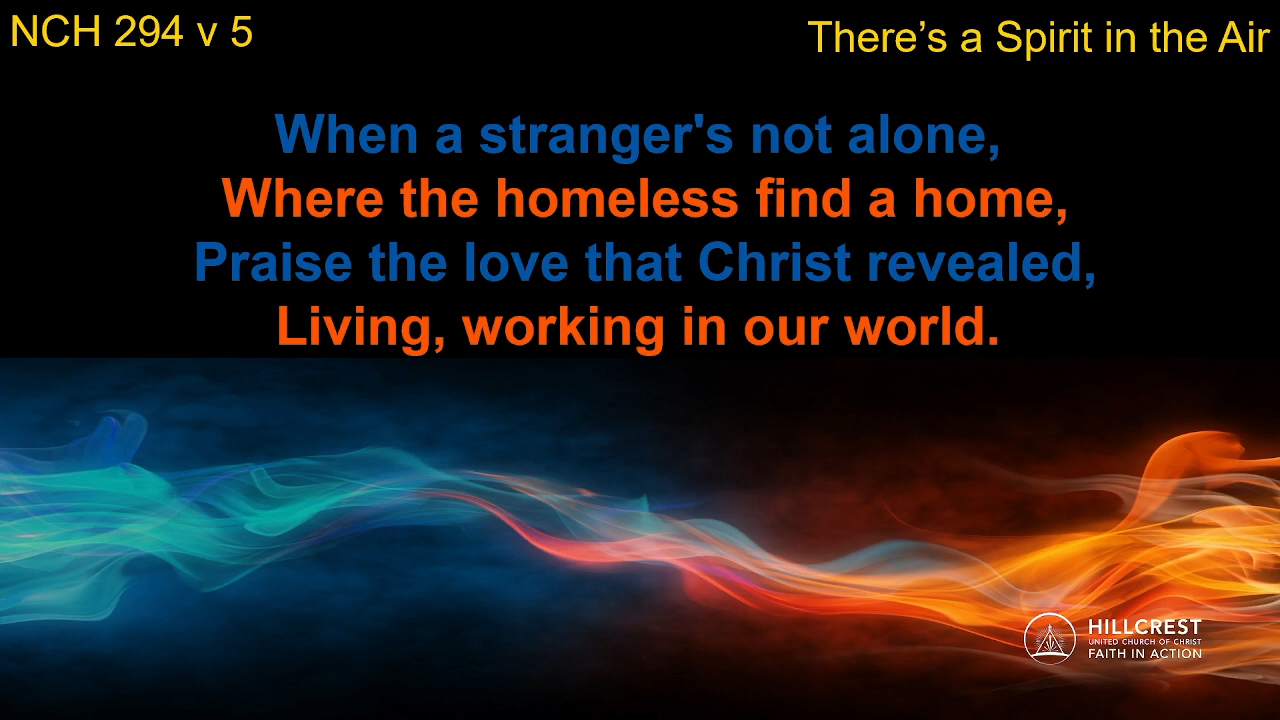 NCH 294 v 5
There’s a Spirit in the Air
When a stranger's not alone,
Where the homeless find a home,
Praise the love that Christ revealed,
Living, working in our world.
HILLCREST
UNITED CHURCH OF CHRIST
FAITH IN ACTION